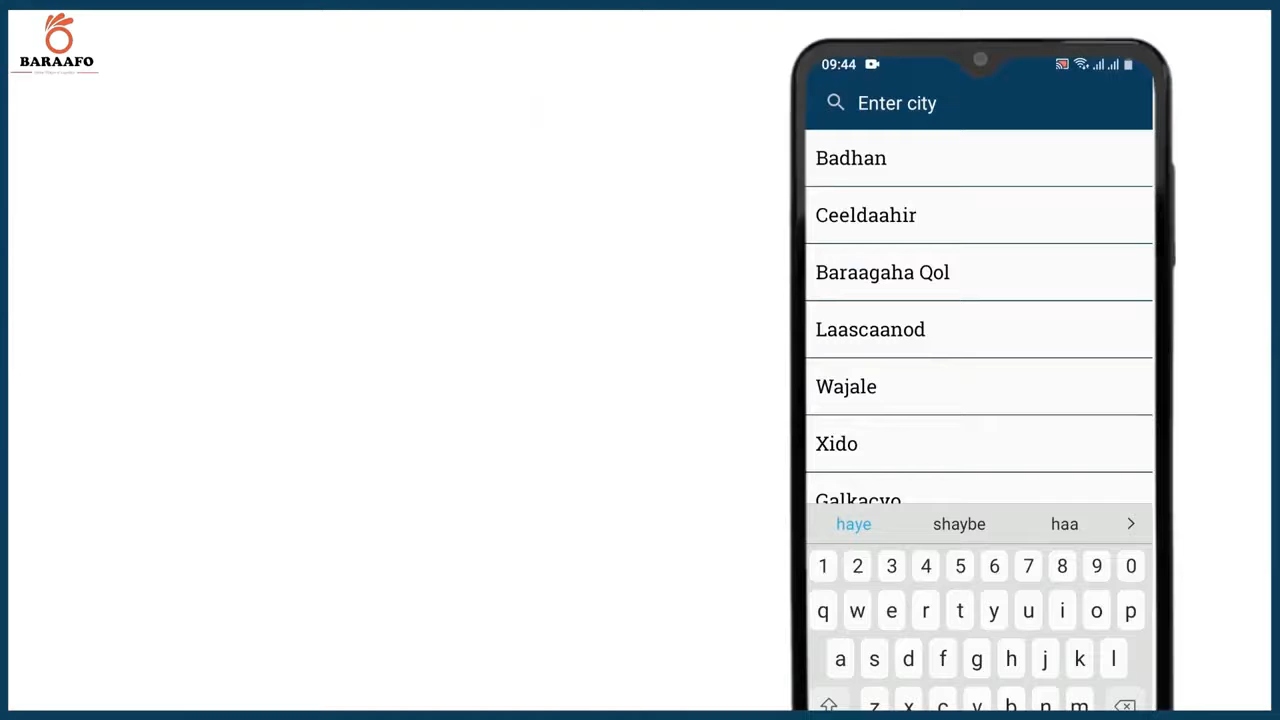 BARAAFO
09:44
Enter city
Badhan
Ceeldaahir
Baraagaha Qol
Laascaanod
Wajale
Xido
Galkacyo
haye shaybe haa
1 2 3 4 5 6 7 8 9 0
q w e r t y u i o p
a s d f g h j k l
z x c v b n m